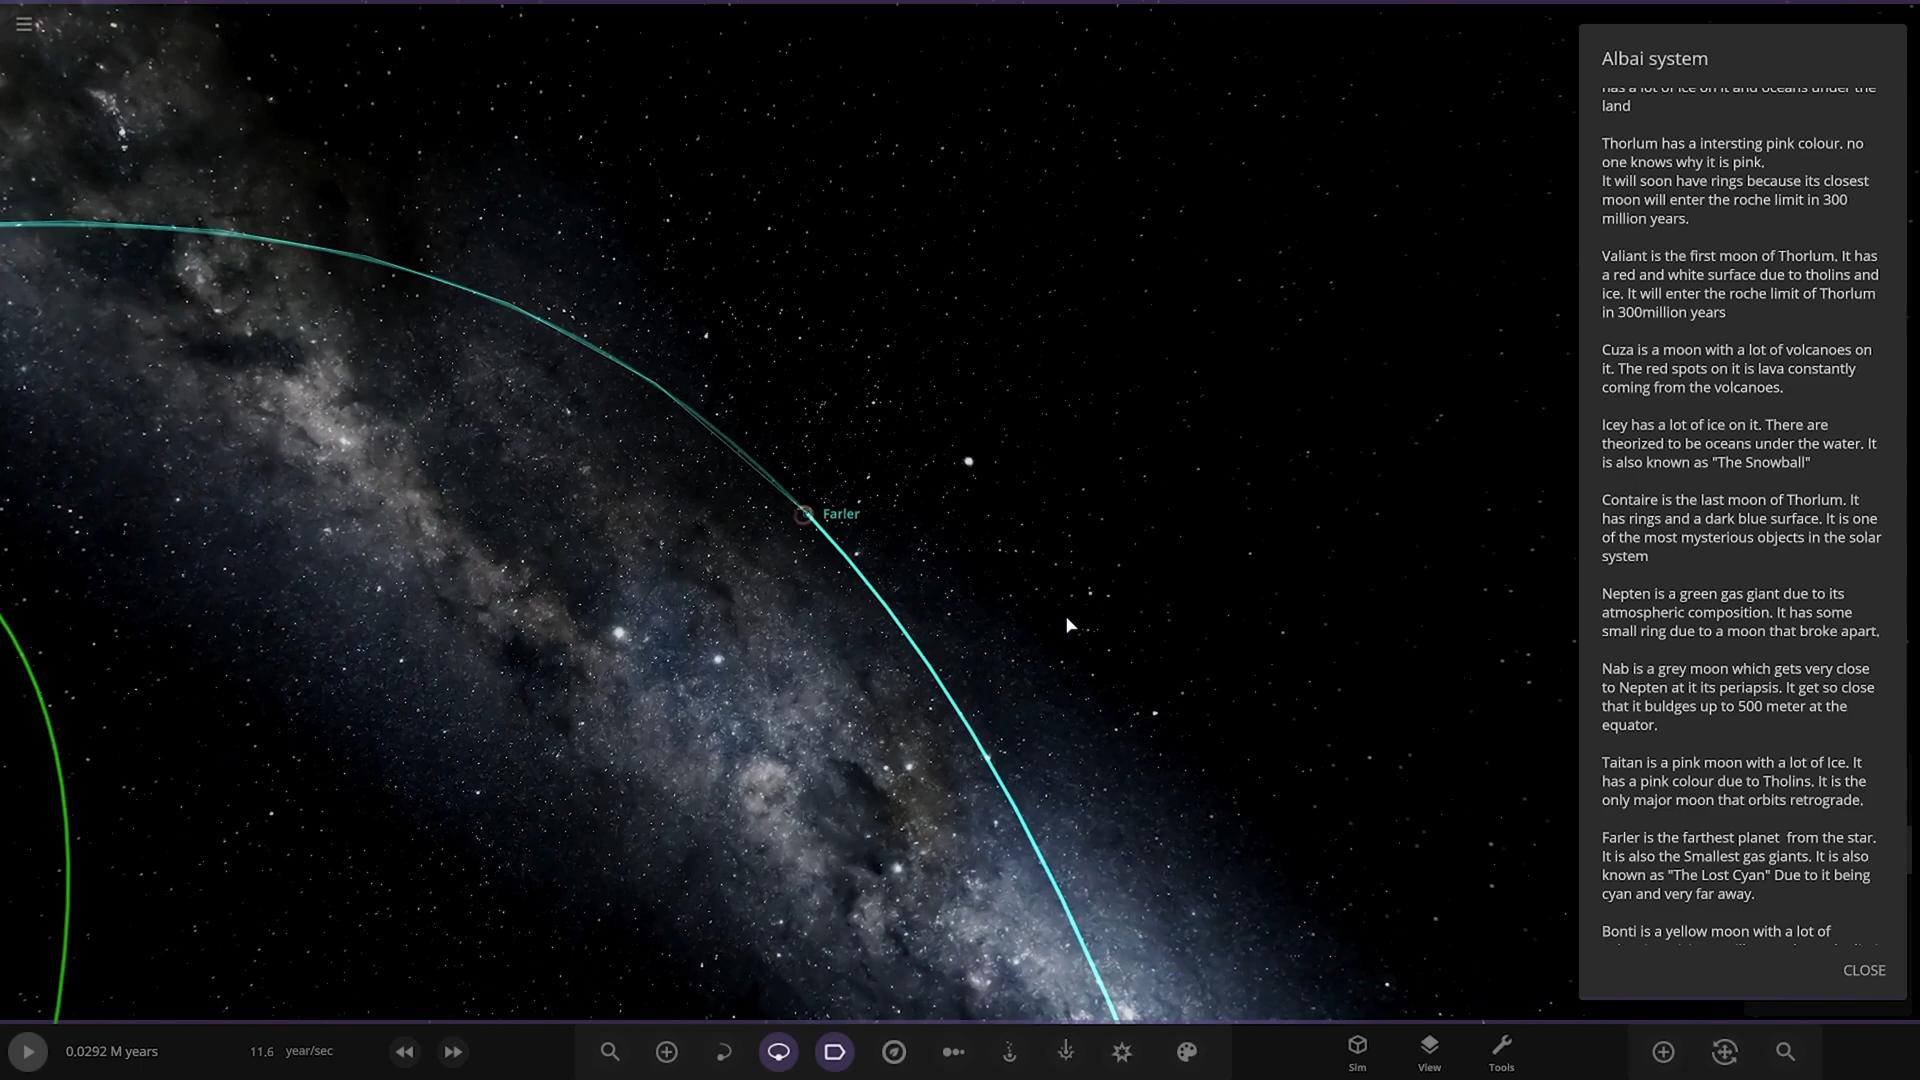 Albai system
has a lot of ice on it and oceans under the
land
Thorlum has a intersting pink colour. no
one knows why it is pink.
It will soon have rings because its closest
moon will enter the roche limit in 300
million years.
Valiant is the first moon of Thorlum. It has
a red and white surface due to tholins and
ice. It will enter the roche limit of Thorlum
in 300million years
Cuza is a moon with a lot of volcanoes on
it. The red spots on it is lava constantly
coming from the volcanoes.
Icey has a lot of ice on it. There are
theorized to be oceans under the water. It
is also known as "The Snowball"
Contaire is the last moon of Thorlum. It
has rings and a dark blue surface. It is one
of the most mysterious objects in the solar
system
Nepten is a green gas giant due to its
atmospheric composition. It has some
small ring due to a moon that broke apart.
Nab is a grey moon which gets very close
to Nepten at it its periapsis. It get so close
that it buldges up to 500 meter at the
equator.
Taitan is a pink moon with a lot of Ice. It
has a pink colour due to Tholins. It is the
only major moon that orbits retrograde.
Farler is the farthest planet  from the star.
It is also the Smallest gas giants. It is also
known as "The Lost Cyan" Due to it being
cyan and very far away.
Bonti is a yellow moon with a lot of
CLOSE
Farler
0.0292 M years
11.6 year/sec
Sim
View
Tools